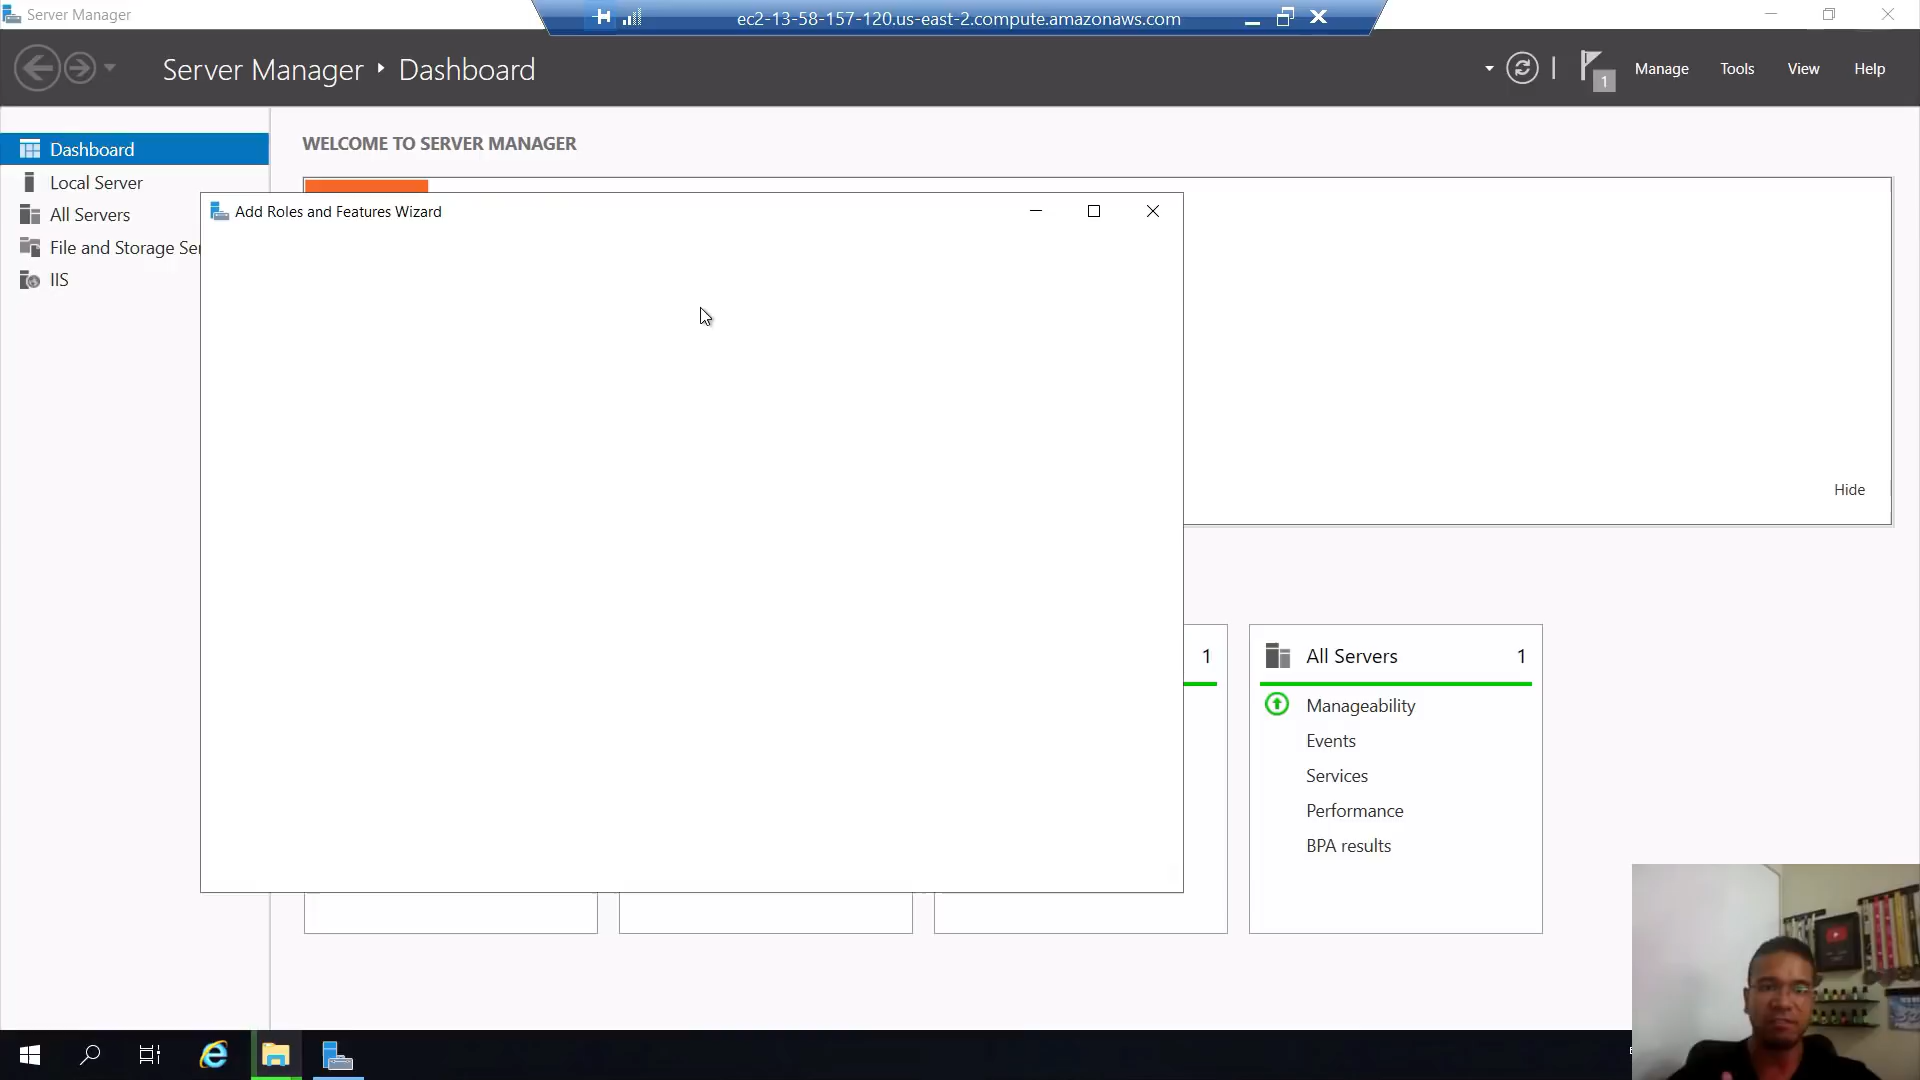 Server Manager
ec2-13-58-157-120.us-east-2.compute.amazonaws.com
Server Manager Dashboard
1
Manage
Tools
View
Help
Dashboard
Local Server
All Servers
File and Storage Ser
IIS
WELCOME TO SERVER MANAGER
Add Roles and Features Wizard
Hide
1
All Servers
1
Manageability
Events
Services
Performance
BPA results